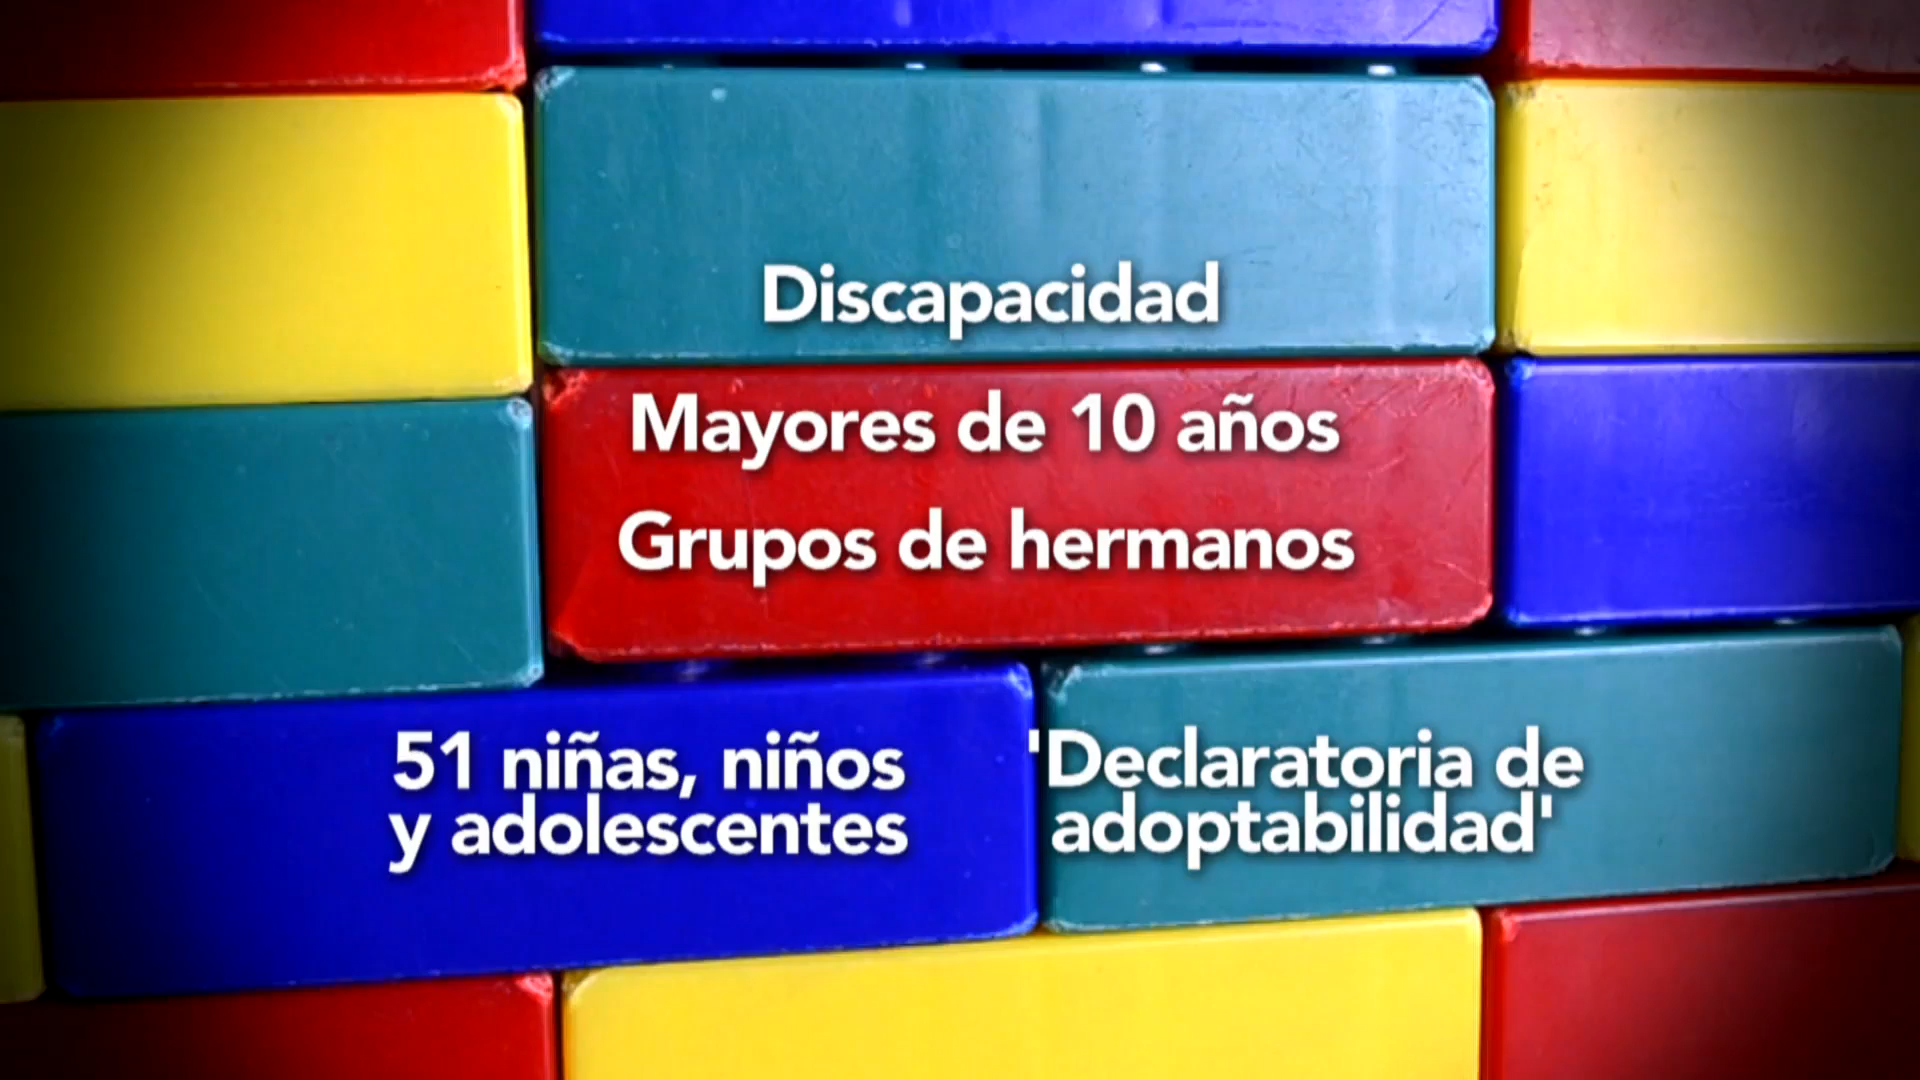 Discapacidad
Mayores de 10 años
Grupos de hermanos
51 niñas, niños
y adolescentes
'Declaratoria de
adoptabilidad'